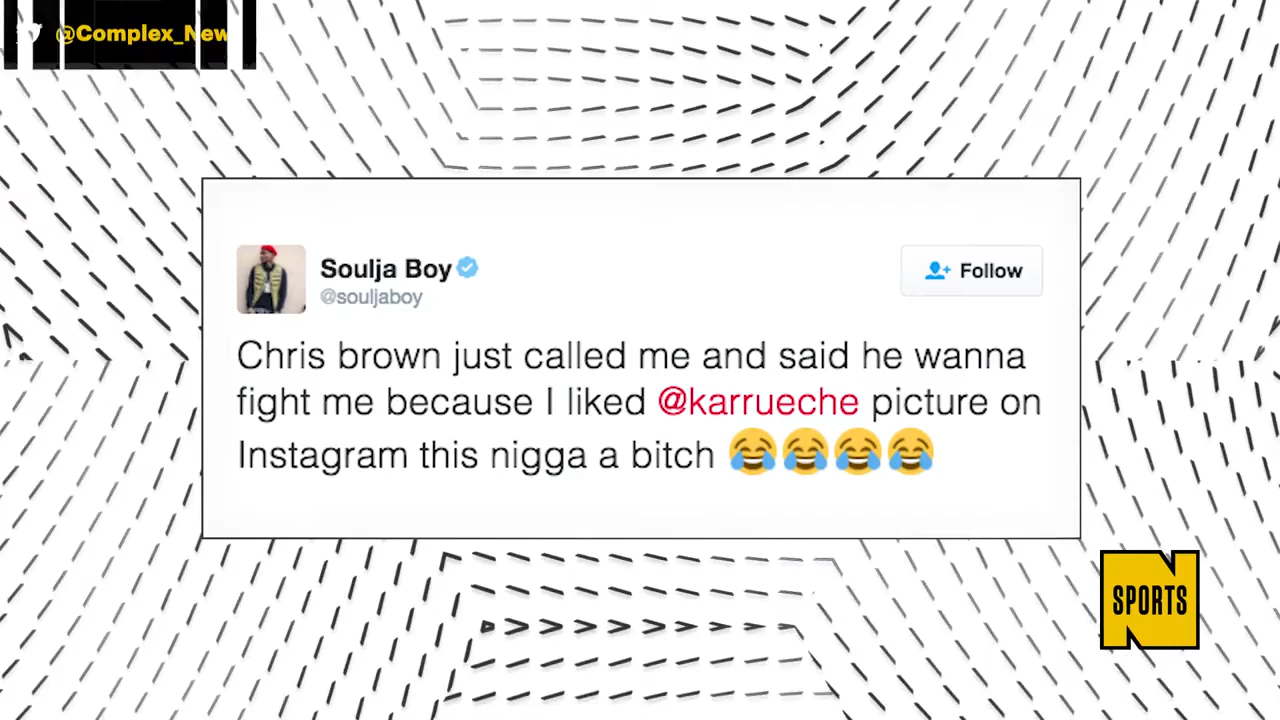 @Complex_New
Soulja Boy
@souljaboy
Follow
Chris brown just called me and said he wanna
fight me because I liked @karrueche picture on
Instagram this nigga a bitch 😂😂😂😂
SPORTS